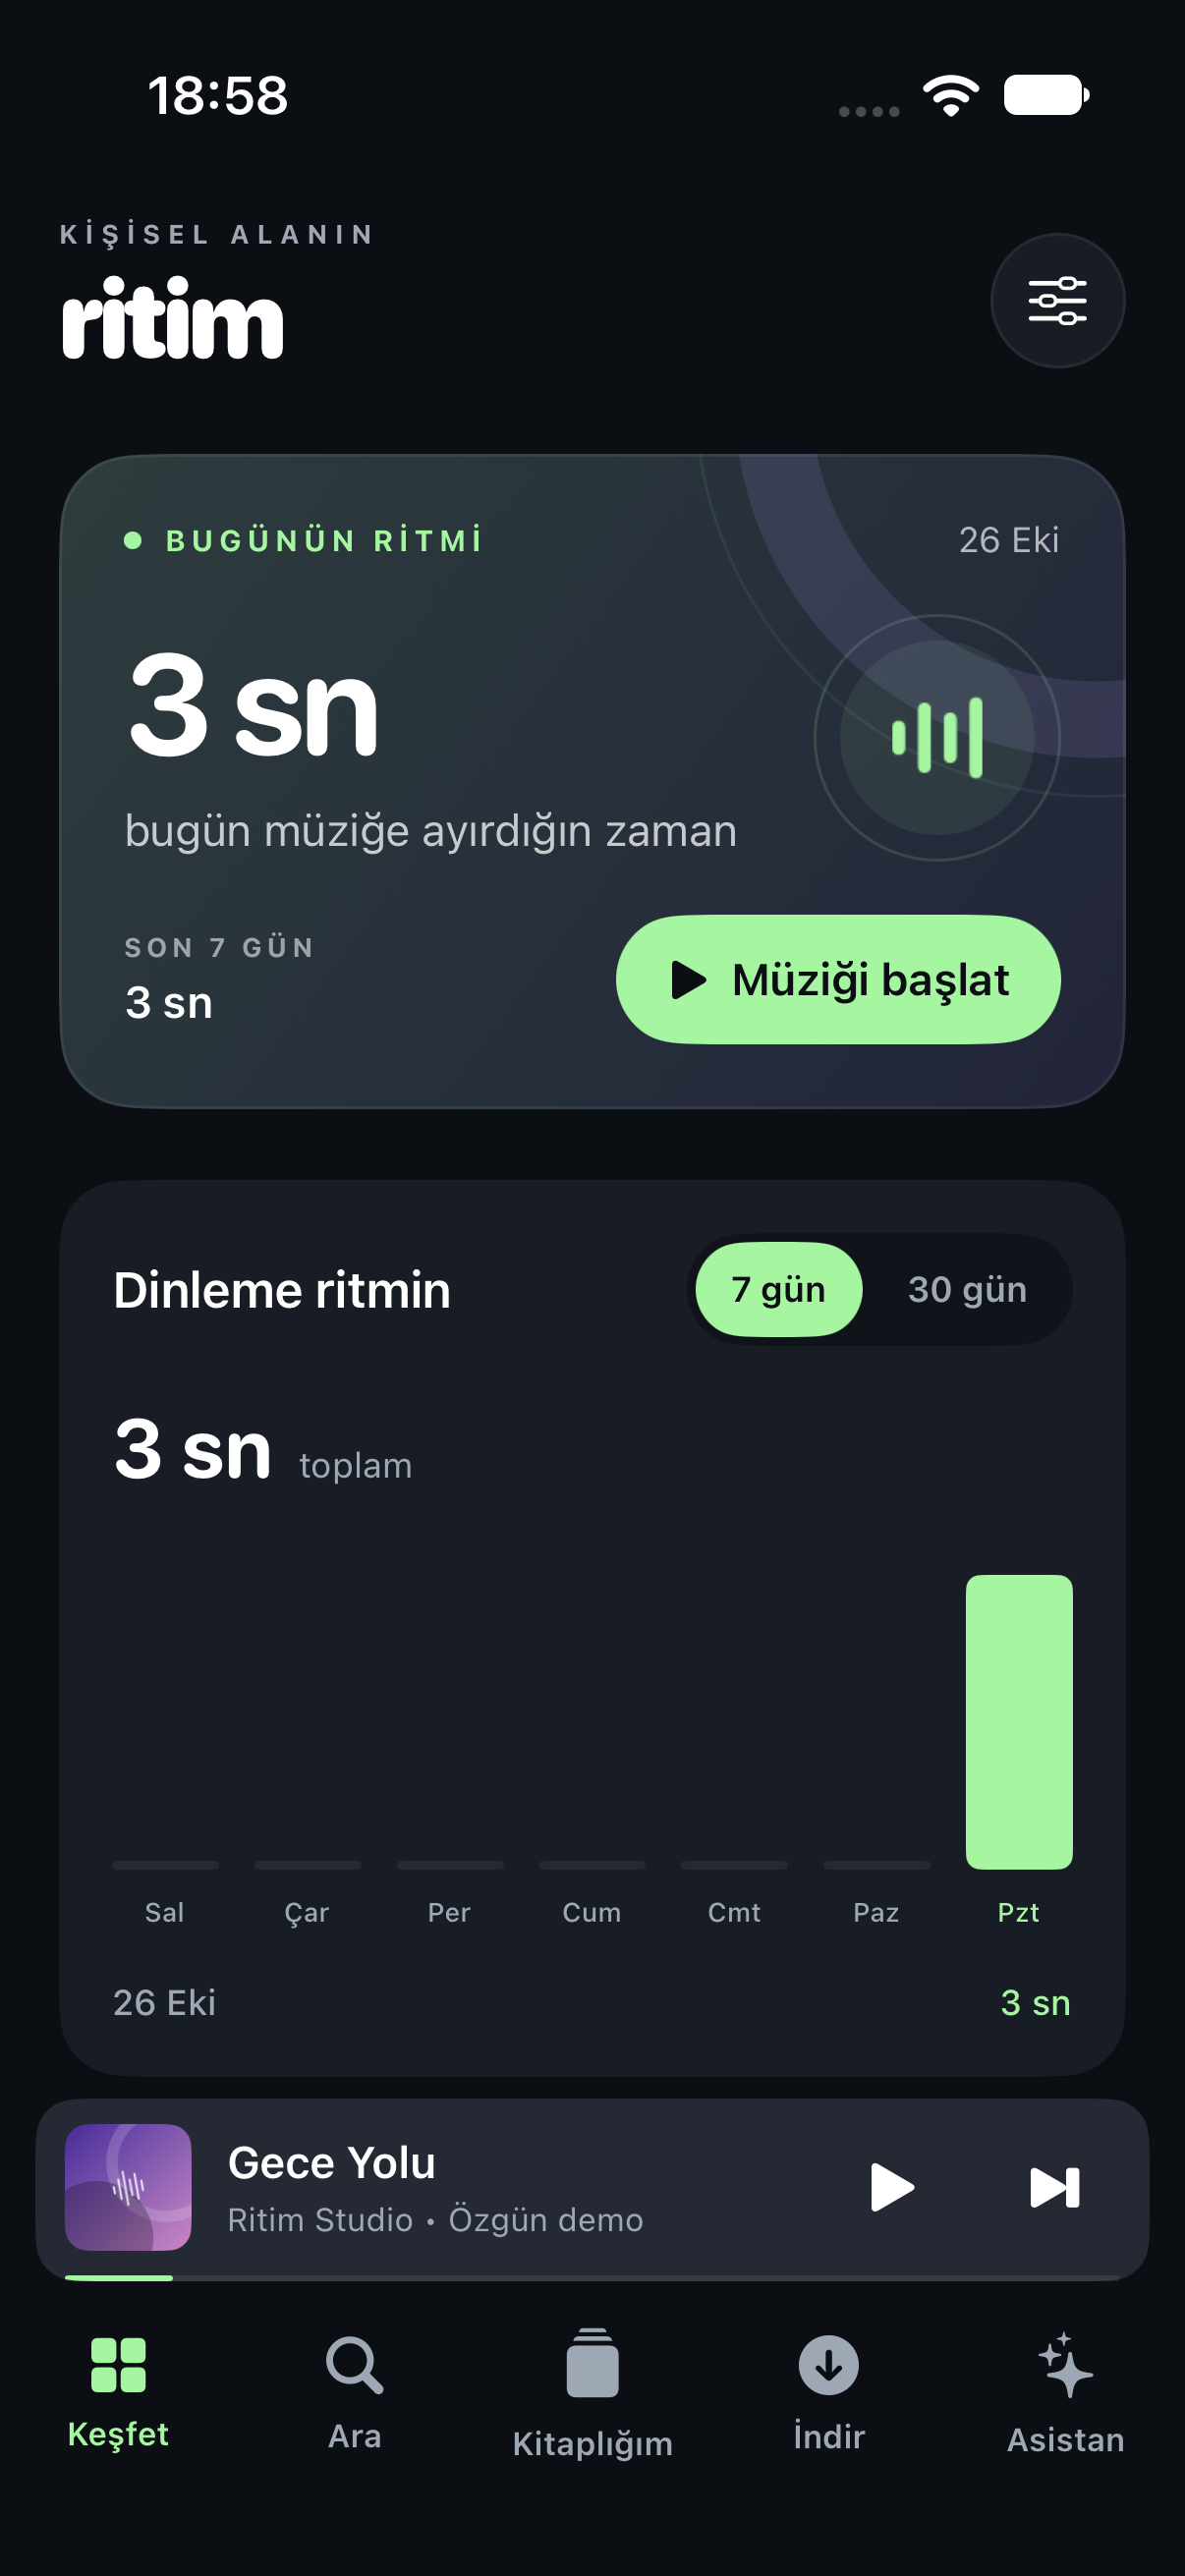 18:58
KİŞİSEL ALANIN
ritim
BUGÜNÜN RİTMİ
26 Eki
3 sn
bugün müziğe ayırdığın zaman
SON 7 GÜN
3 sn
Müziği başlat
Dinleme ritmin
7 gün
30 gün
3 sn toplam
Sal Çar Per Cum Cmt Paz Pzt
26 Eki
3 sn
Gece Yolu
Ritim Studio • Özgün demo
Keşfet
Ara
Kitaplığım
İndir
Asistan